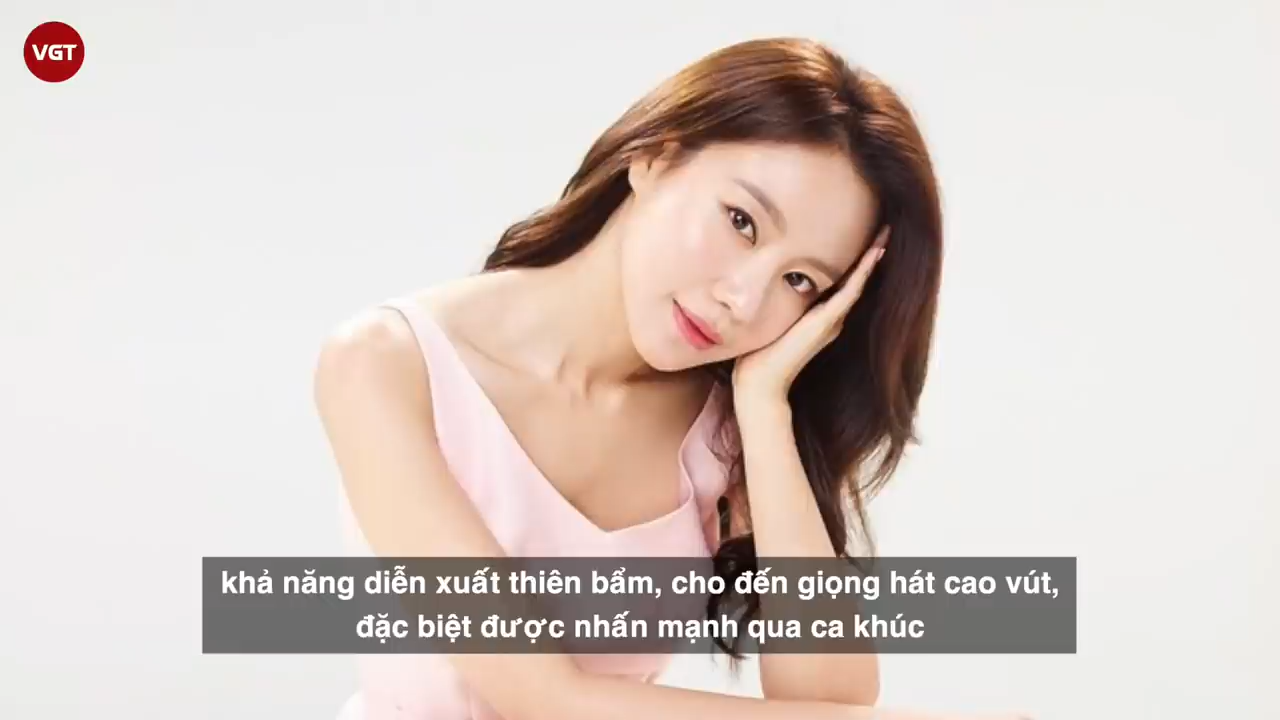 VGT
khả năng diễn xuất thiên bẩm, cho đến giọng hát cao vút,
đặc biệt được nhấn mạnh qua ca khúc